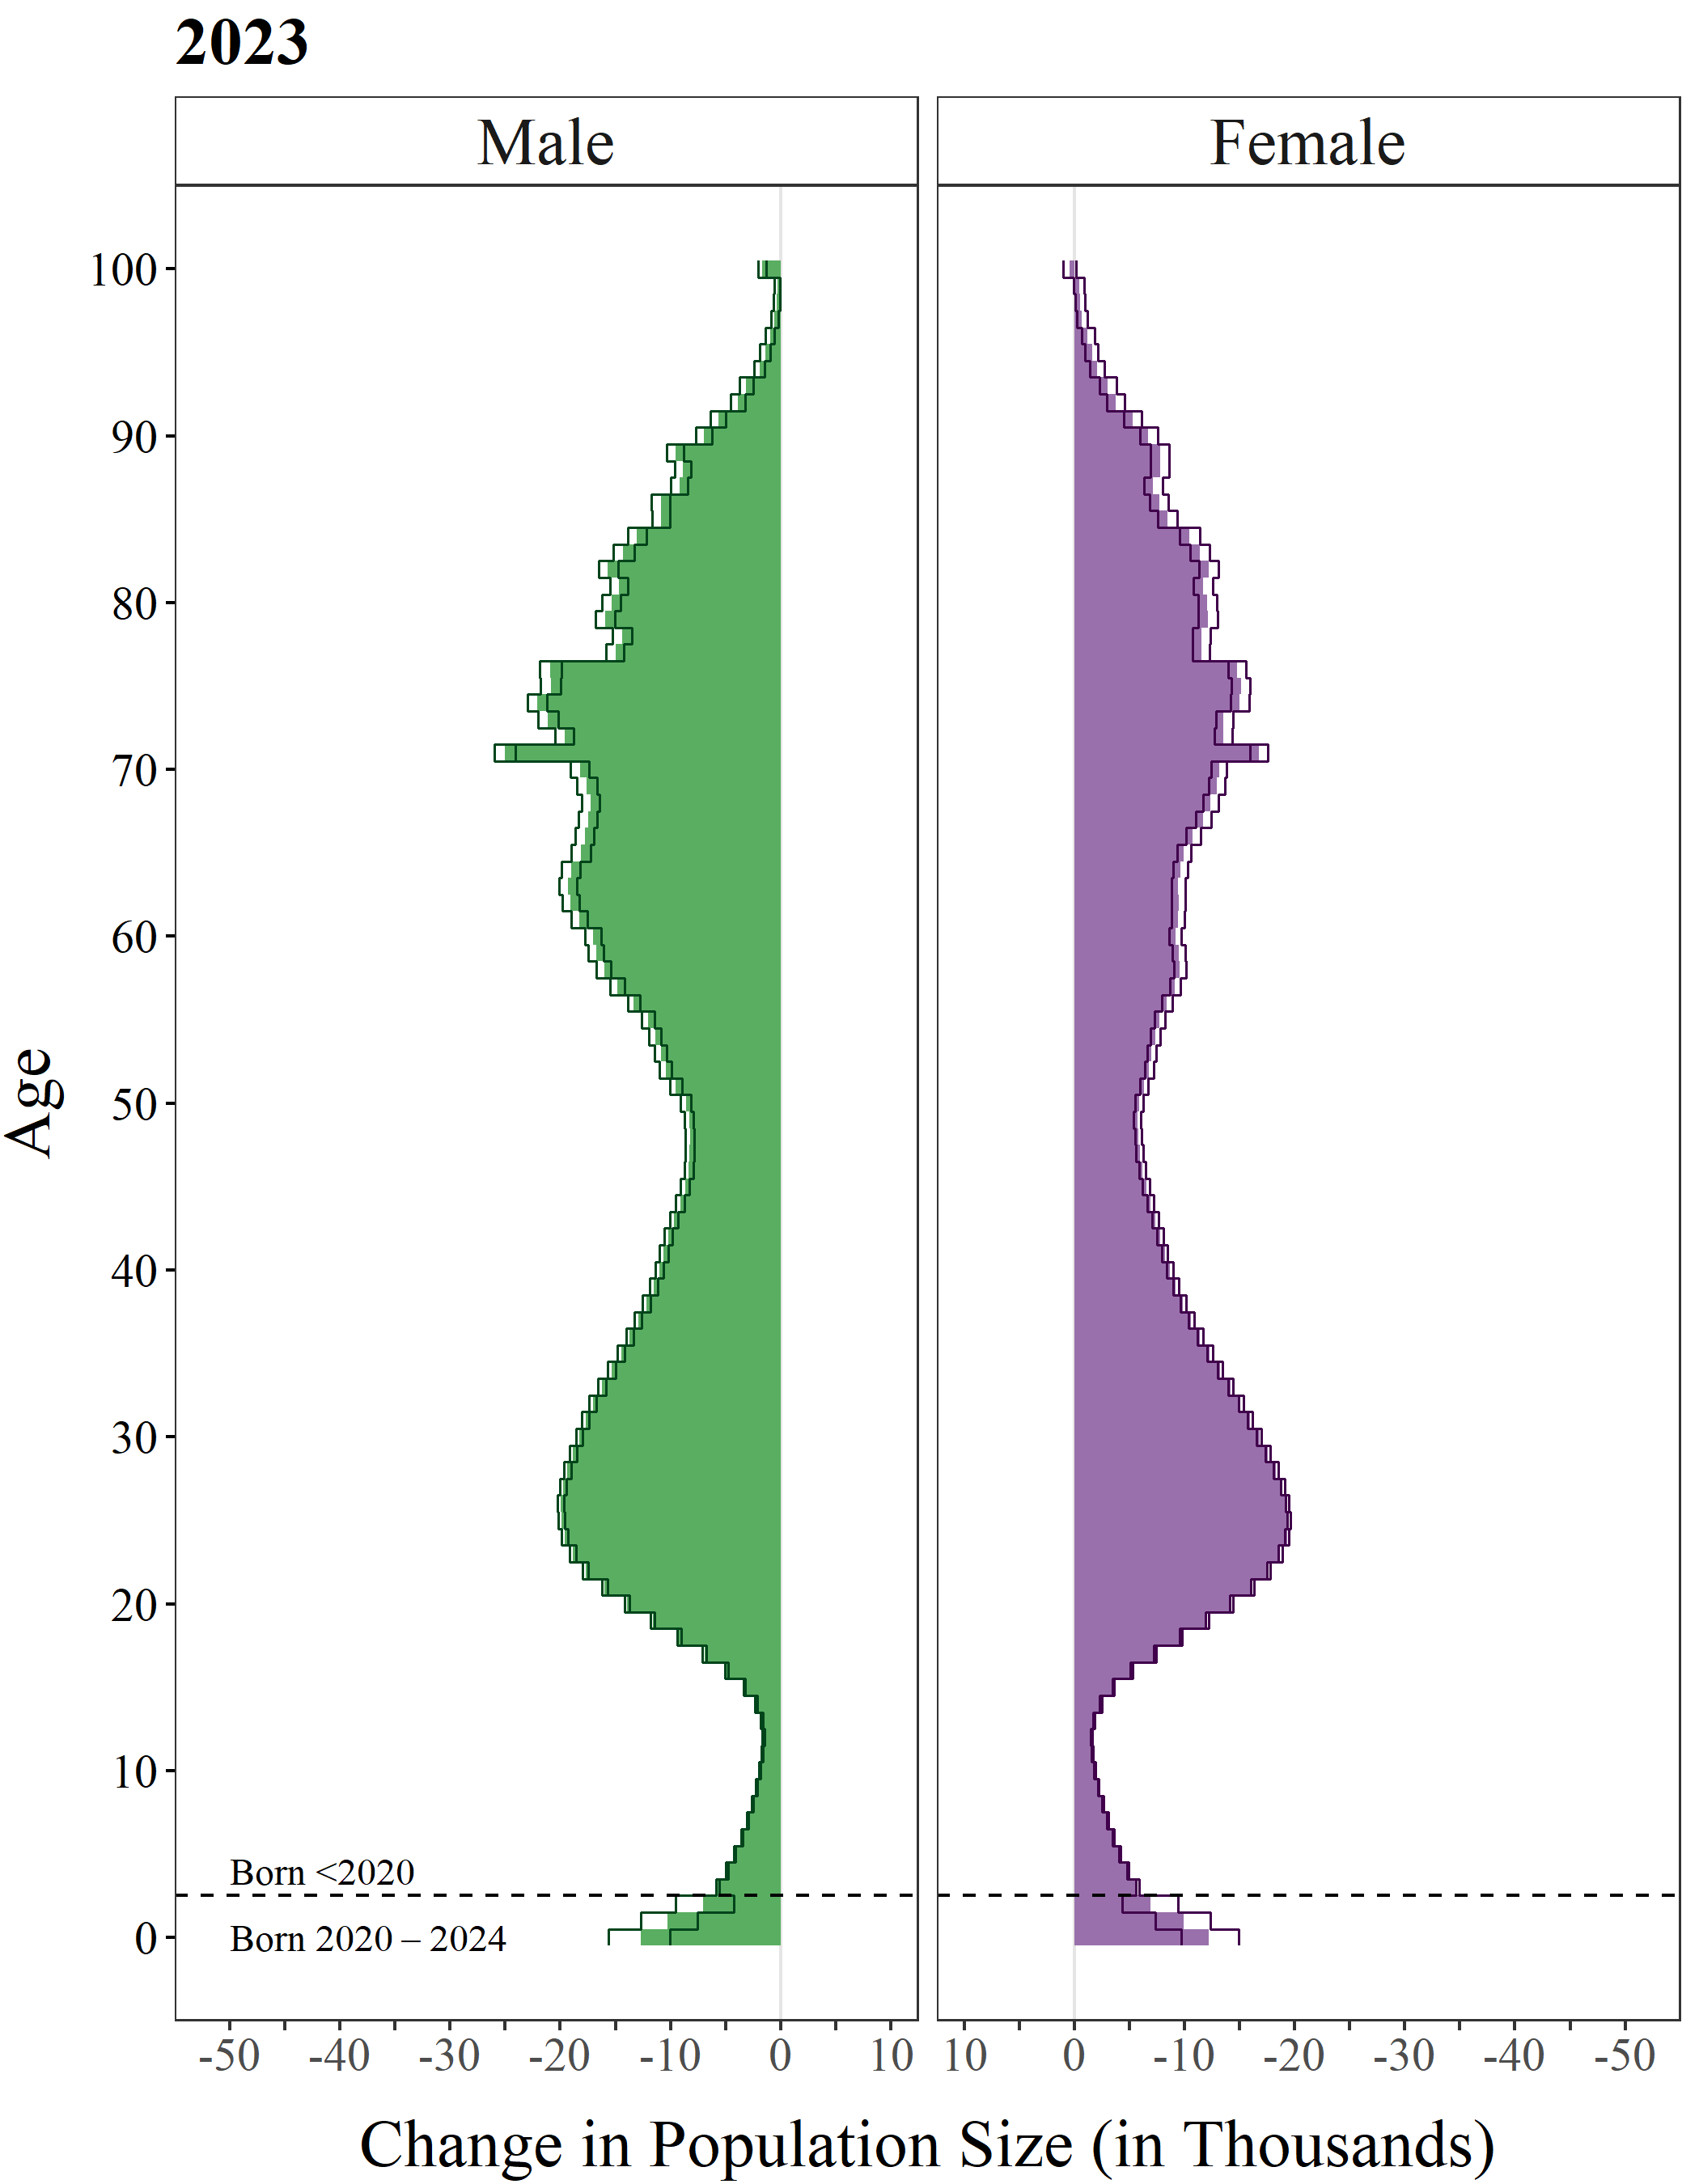 2023
Male Female
100
90
80
70
60
50
40
30
20
10
0
Age
Born <2020
Born 2020 – 2024
-50 -40 -30 -20 -10 0 10 10 0 -10 -20 -30 -40 -50
Change in Population Size (in Thousands)